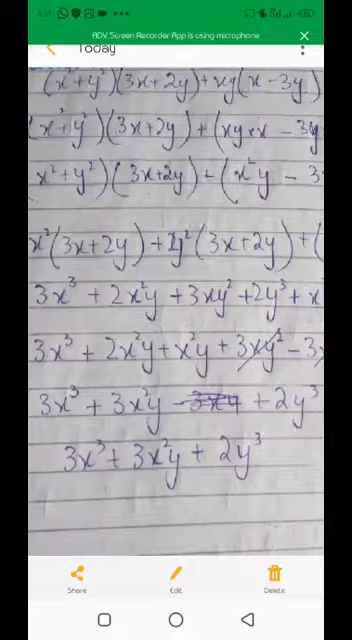 ADV Screen Recorder App is using microphone
Today
(x²+y²)(3x+2y)+xy(x-3y)
(x²+y²)(3x+2y)+(xy×x-3y
x²+y²)(3x+2y)+(x²y-3
x²(3x+2y)+y²(3x+2y)+(
3x³+2x²y+3xy²+2y³+x
3x³+2x²y+x²y+3xy²-3x
3x³+3x²y-3xy+2y³
3x³+3x²y+2y³
Share
Edit
Delete